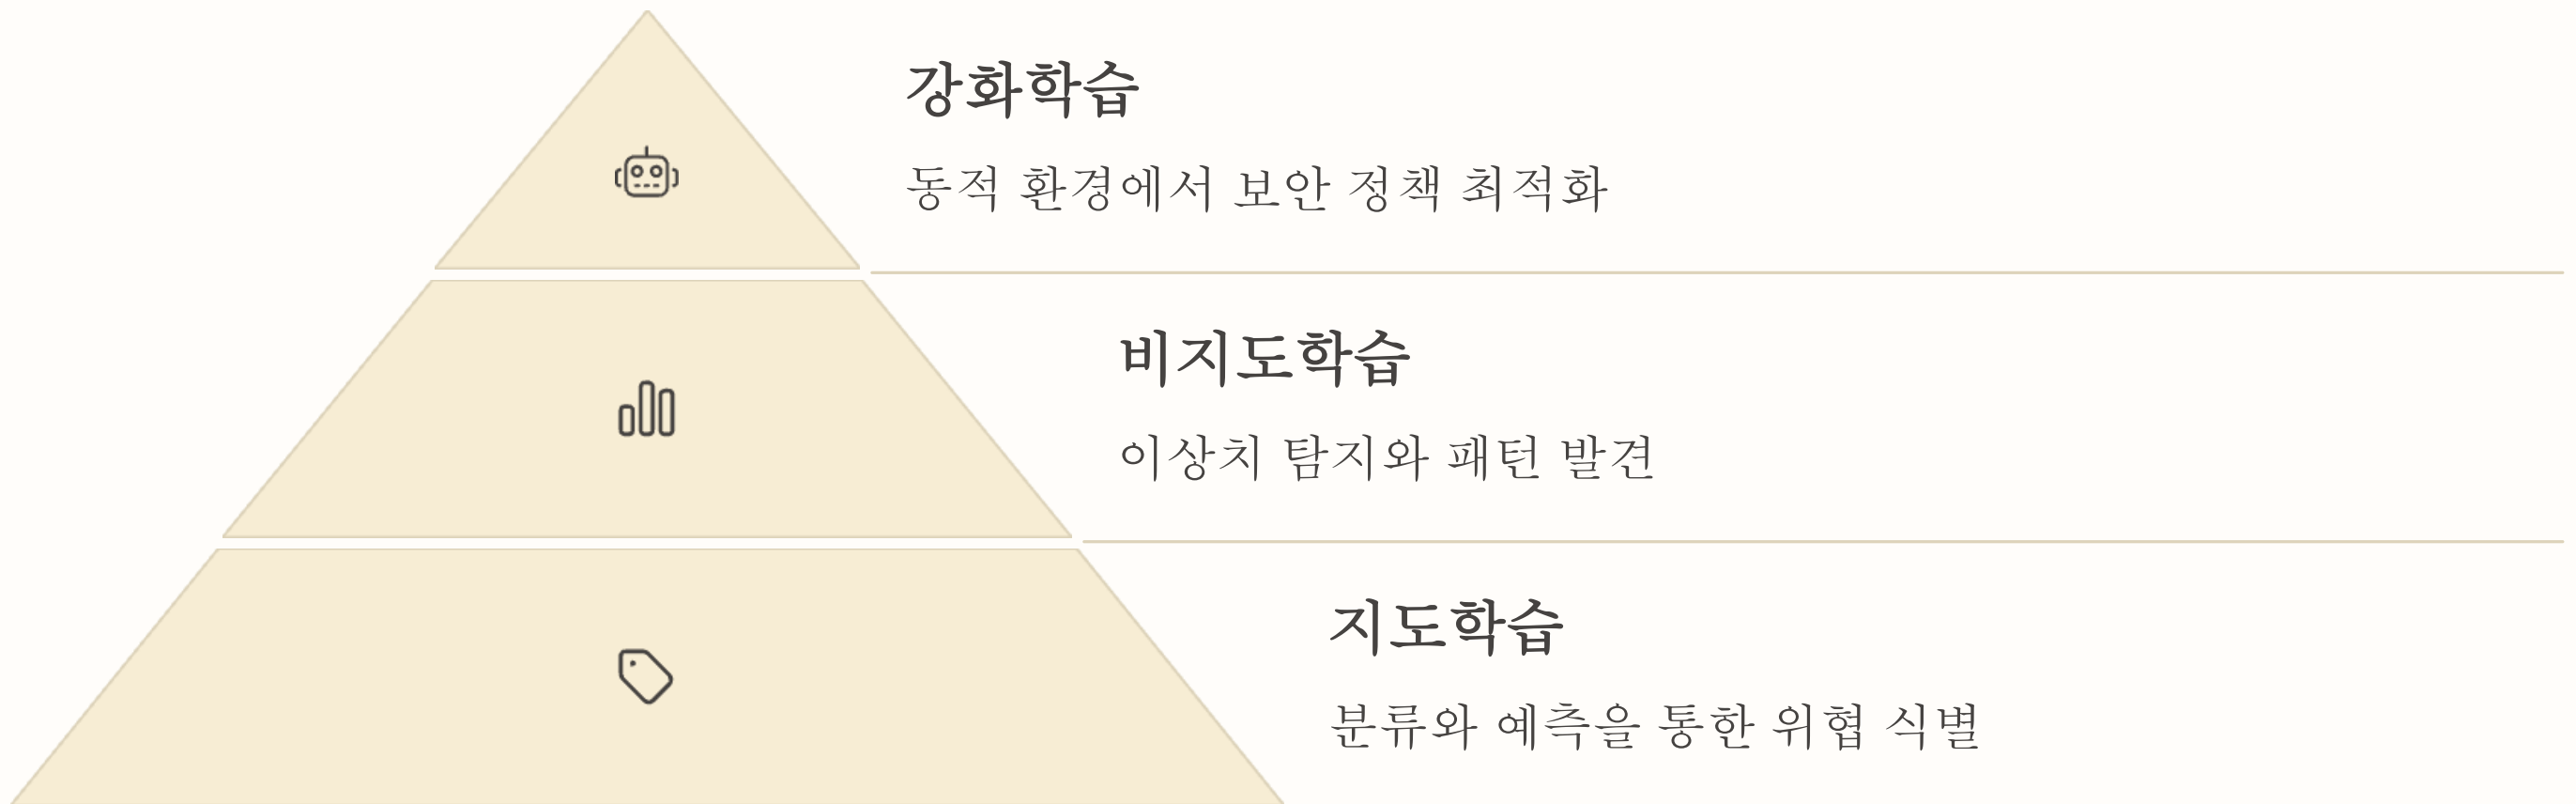 강화학습
동적 환경에서 보안 정책 최적화
비지도학습
이상치 탐지와 패턴 발견
지도학습
분류와 예측을 통한 위협 식별